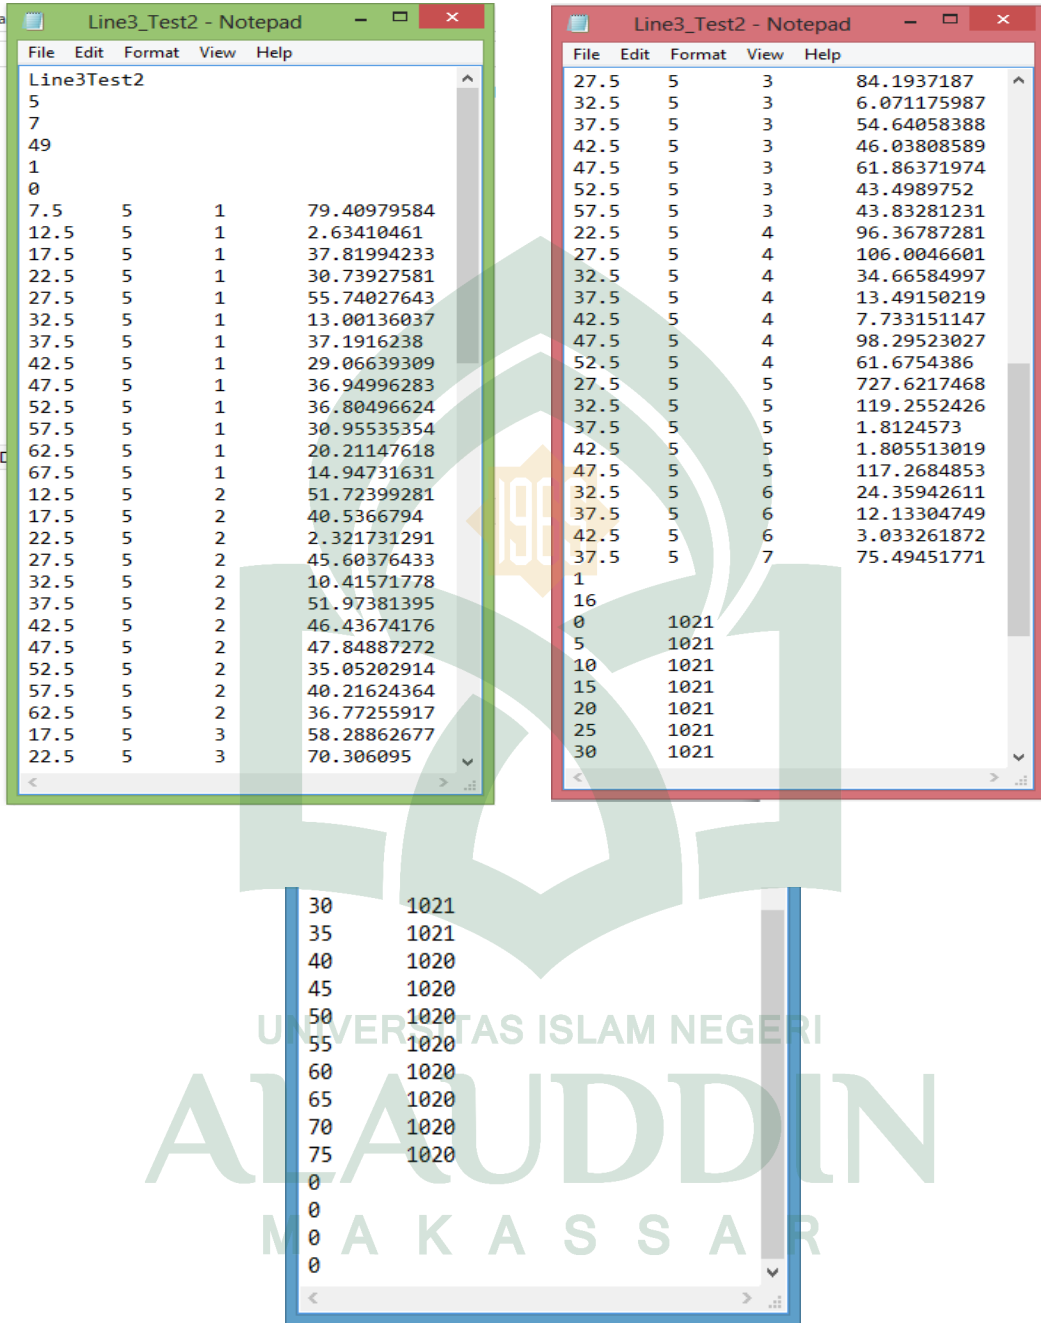 Line3_Test2 - Notepad
File Edit Format View Help
Line3Test2
5
7
49
1
0
7.5 5 1 79.40979584
12.5 5 1 2.63410461
17.5 5 1 37.81994233
22.5 5 1 30.73927581
27.5 5 1 55.74027643
32.5 5 1 13.00136037
37.5 5 1 37.1916238
42.5 5 1 29.06639309
47.5 5 1 36.94996283
52.5 5 1 36.80496624
57.5 5 1 30.95535354
62.5 5 1 20.21147618
67.5 5 1 14.94731631
12.5 5 2 51.72399281
17.5 5 2 40.5366794
22.5 5 2 2.321731291
27.5 5 2 45.60376433
32.5 5 2 10.41571778
37.5 5 2 51.97381395
42.5 5 2 46.43674176
47.5 5 2 47.84887272
52.5 5 2 35.05202914
57.5 5 2 40.21624364
62.5 5 2 36.77255917
17.5 5 3 58.28862677
22.5 5 3 70.306095
Line3_Test2 - Notepad
File Edit Format View Help
27.5 5 3 84.1937187
32.5 5 3 6.071175987
37.5 5 3 54.64058388
42.5 5 3 46.03808589
47.5 5 3 61.86371974
52.5 5 3 43.4989752
57.5 5 3 43.83281231
22.5 5 4 96.36787281
27.5 5 4 106.0046601
32.5 5 4 34.66584997
37.5 5 4 13.49150219
42.5 5 4 7.733151147
47.5 5 4 98.29523027
52.5 5 4 61.6754386
27.5 5 5 727.6217468
32.5 5 5 119.2552426
37.5 5 5 1.8124573
42.5 5 5 1.805513019
47.5 5 5 117.2684853
32.5 5 6 24.35942611
37.5 5 6 12.13304749
42.5 5 6 3.033261872
37.5 5 7 75.49451771
1
16
0 1021
5 1021
10 1021
15 1021
20 1021
25 1021
30 1021
1965
30 1021
35 1021
40 1020
45 1020
50 1020
55 1020
60 1020
65 1020
70 1020
75 1020
0
0
0
0
UNIVERSITAS ISLAM NEGERI
ALAUDDIN
MAKASSAR